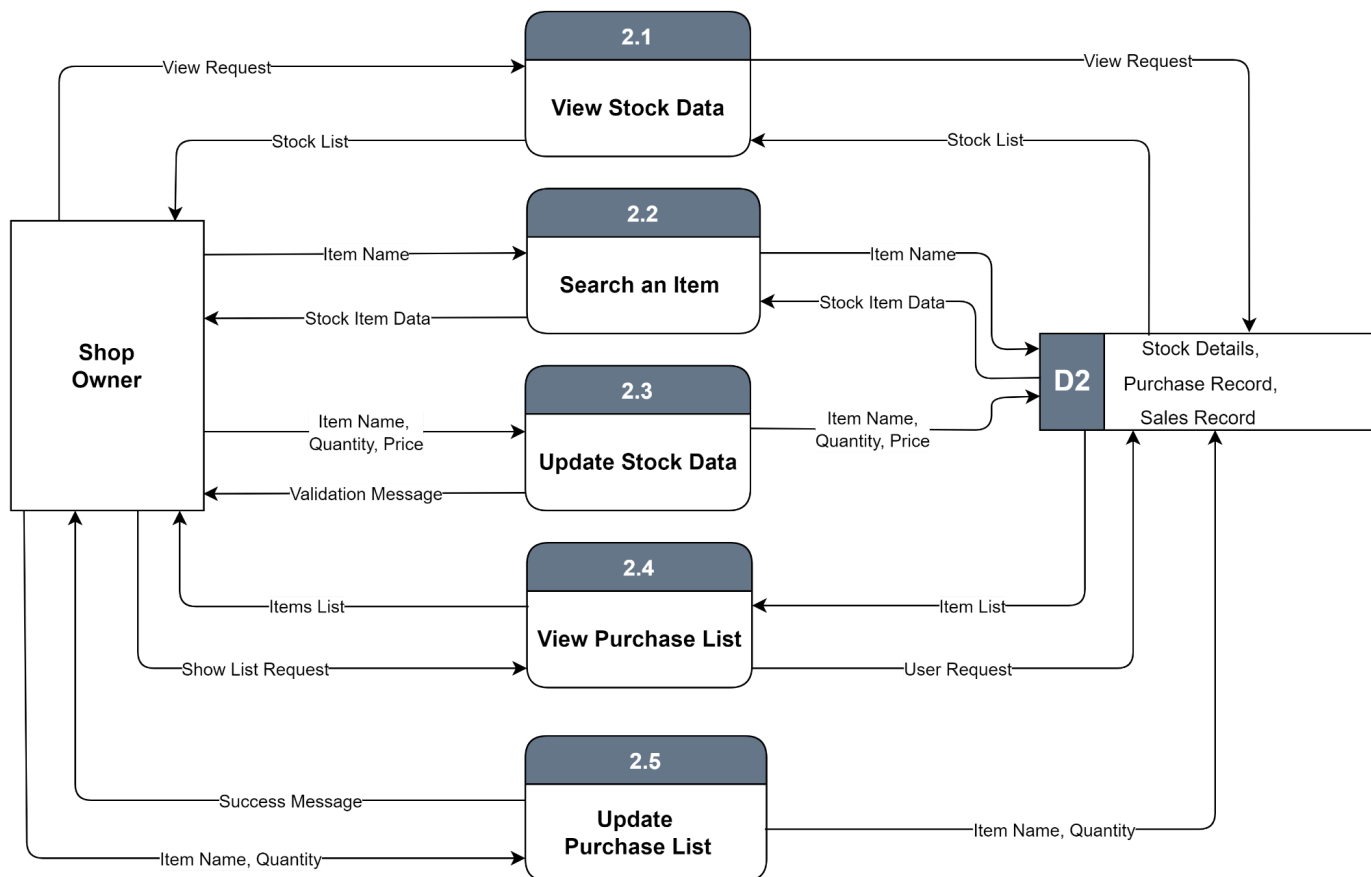 2.1
View Request
View Request
View Stock Data
Stock List
Stock List
2.2
Item Name
Item Name
Search an Item
Stock Item Data
Stock Item Data
Shop
Owner
D2
Stock Details,
Purchase Record,
Sales Record
2.3
Item Name,
Quantity, Price
Item Name,
Quantity, Price
Update Stock Data
Validation Message
2.4
Items List
Item List
View Purchase List
Show List Request
User Request
2.5
Success Message
Update
Purchase List
Item Name, Quantity
Item Name, Quantity